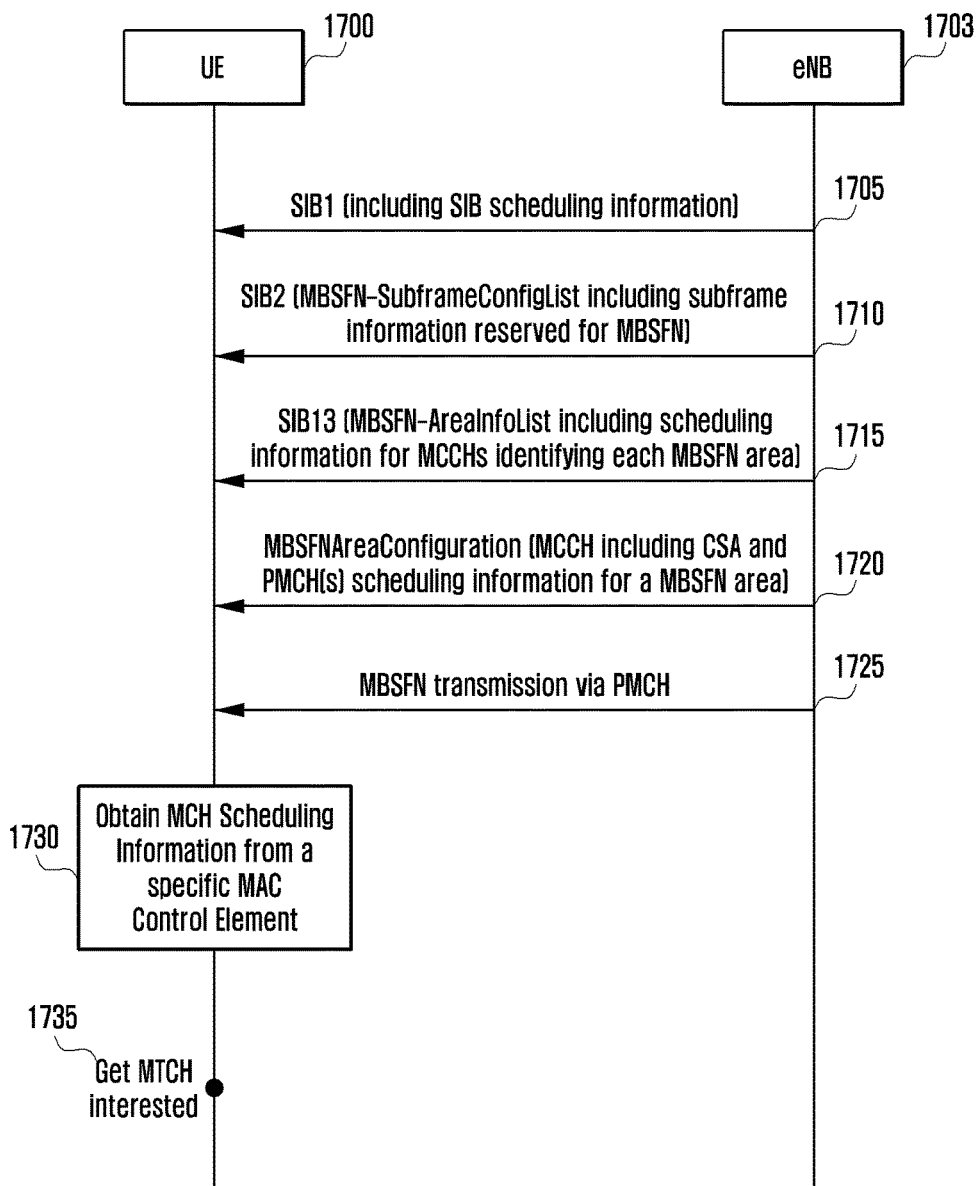 1700
1703
UE
eNB
1705
SIB1 (including SIB scheduling information)
1710
SIB2 (MBSFN-SubframeConfigList including subframe
information reserved for MBSFN)
1715
SIB13 (MBSFN-AreaInfoList including scheduling
information for MCCHs identifying each MBSFN area)
1720
MBSFNAreaConfiguration (MCCH including CSA and
PMCH(s) scheduling information for a MBSFN area)
1725
MBSFN transmission via PMCH
1730
Obtain MCH Scheduling
Information from a
specific MAC
Control Element
1735
Get MTCH
interested